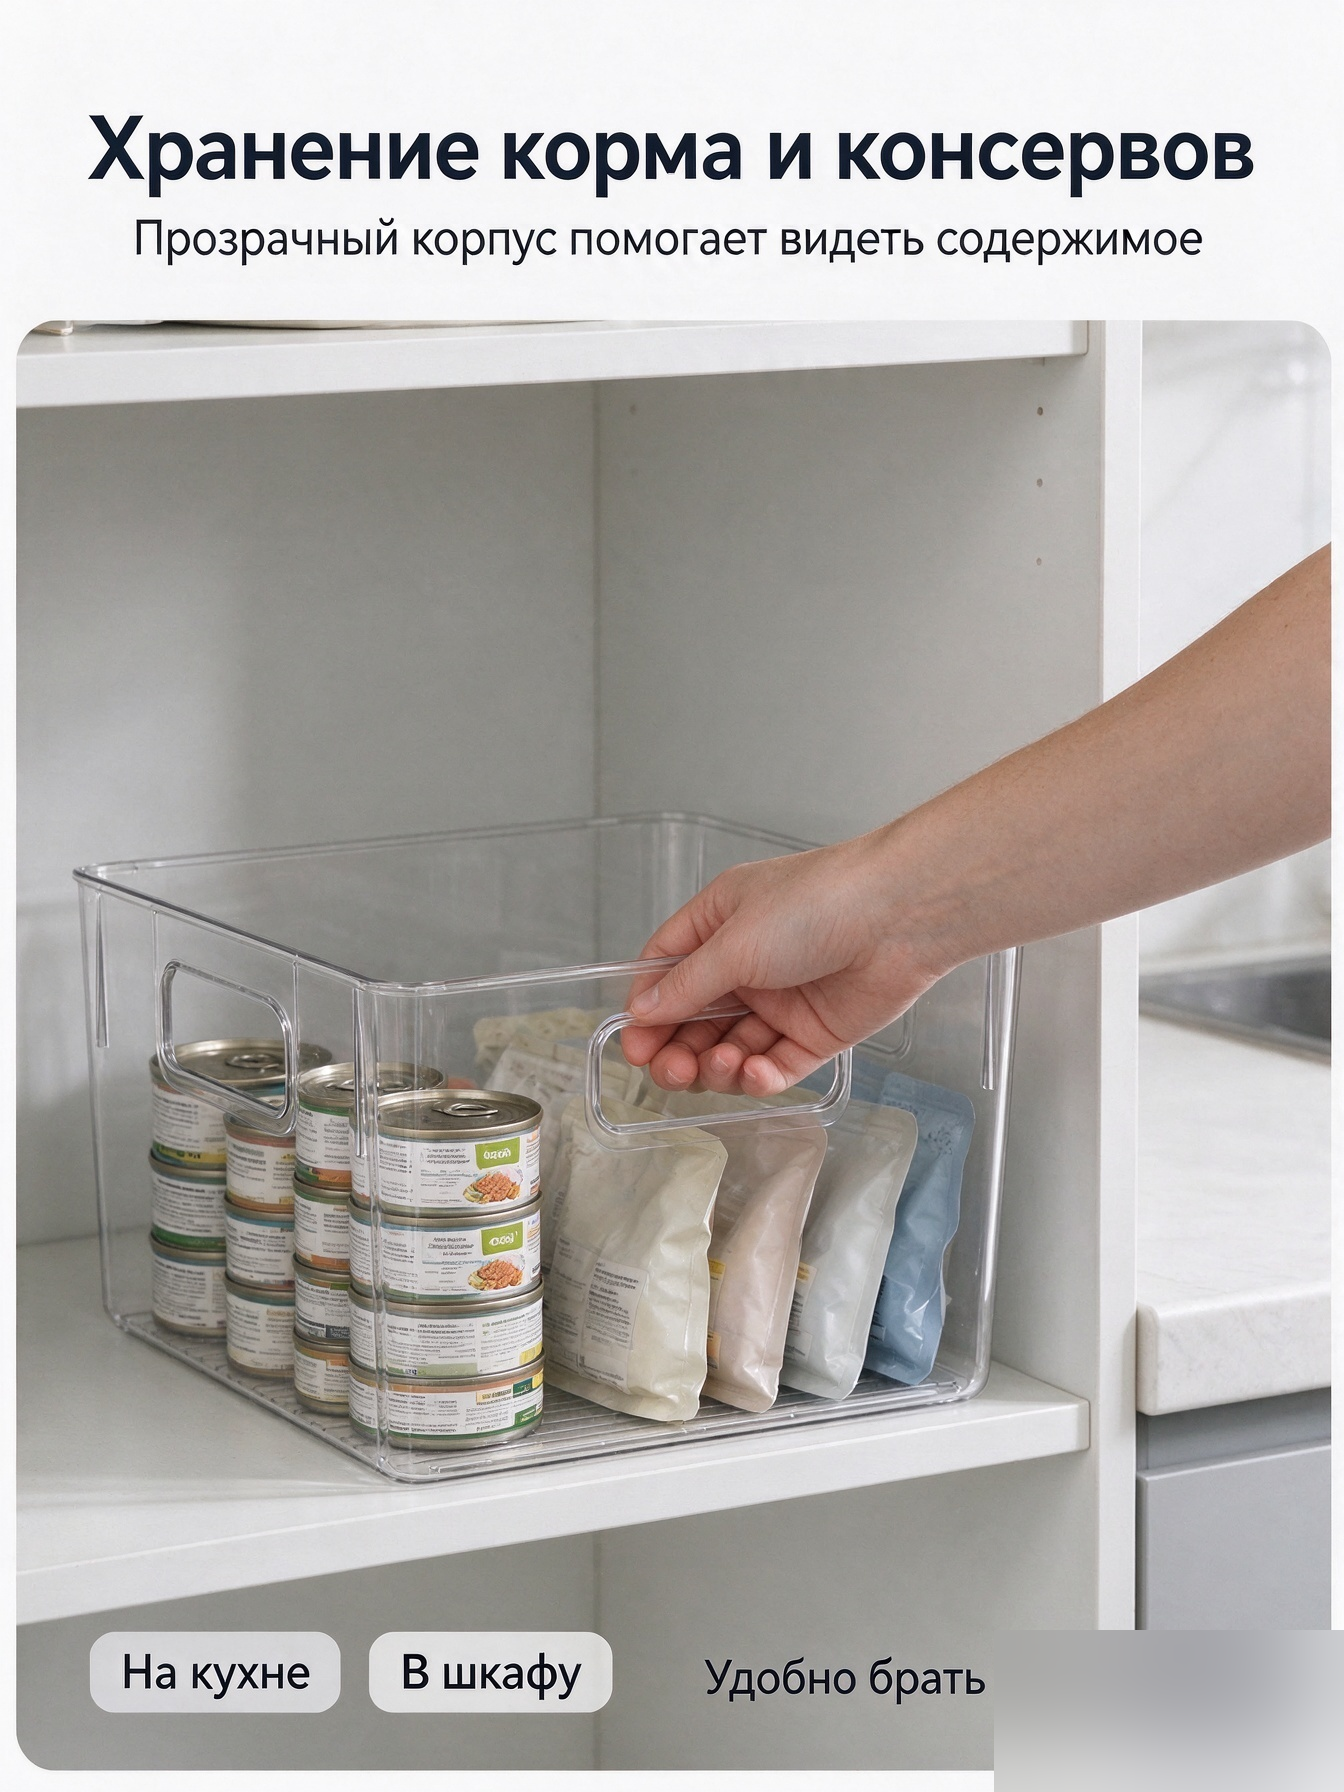 Хранение корма и консервов
Прозрачный корпус помогает видеть содержимое
На кухне
В шкафу
Удобно брать